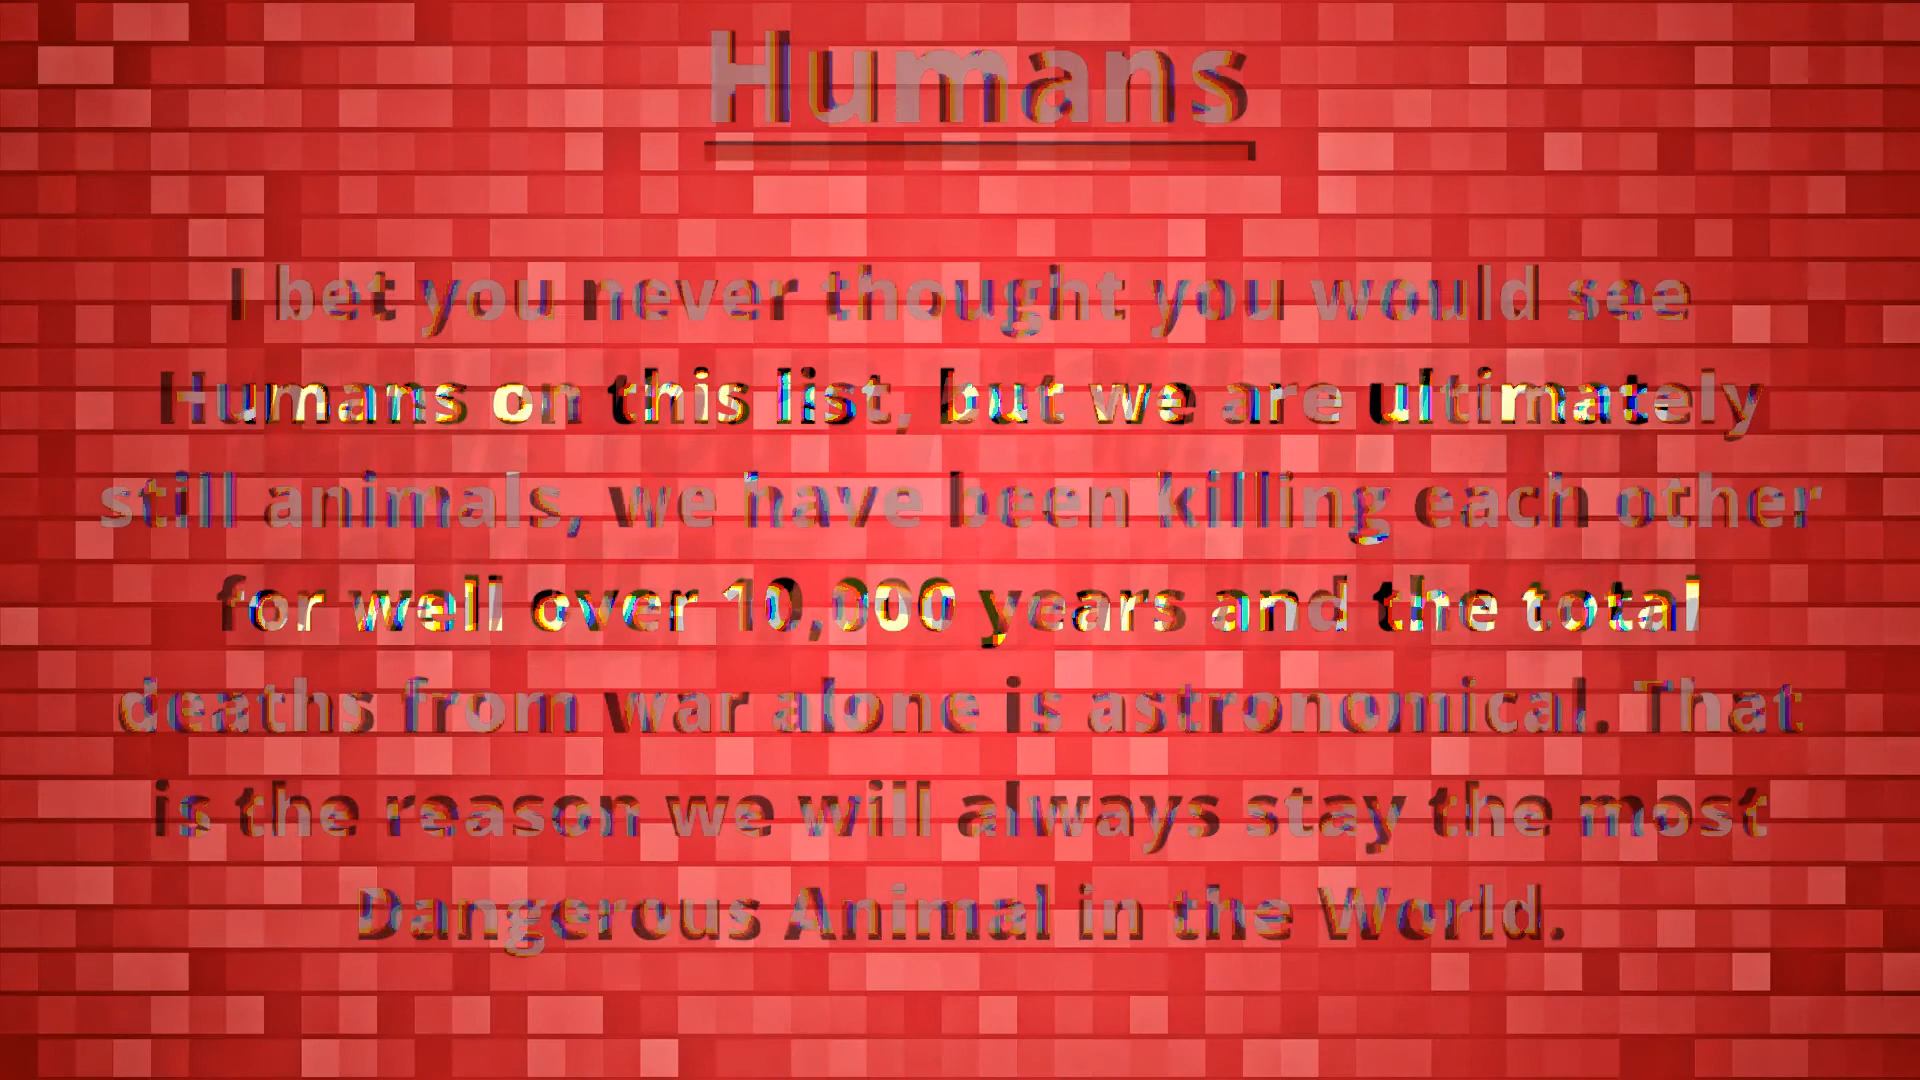 Humans
I bet you never thought you would see
Humans on this list, but we are ultimately
still animals, we have been killing each other
for well over 10,000 years and the total
deaths from war alone is astronomical. That
is the reason we will always stay the most
Dangerous Animal in the World.